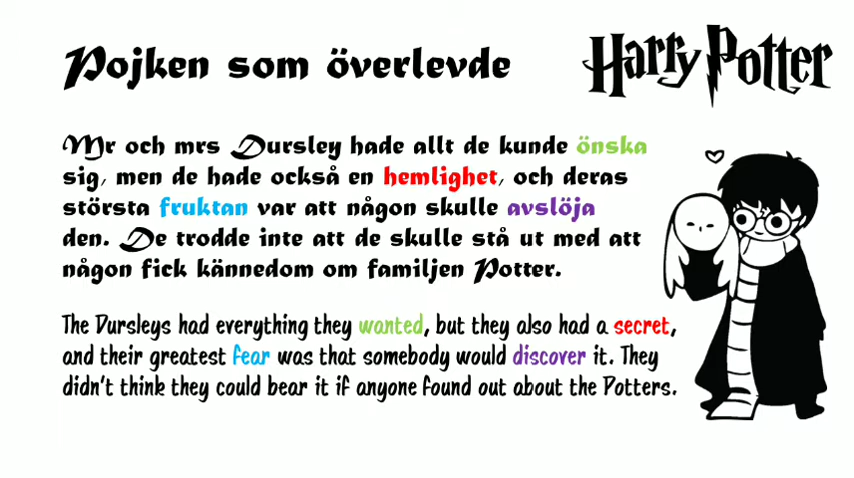 Pojken som överlevde
Harry Potter
Mr och mrs Dursley hade allt de kunde önska
sig, men de hade också en hemlighet, och deras
största fruktan var att någon skulle avslöja
den. De trodde inte att de skulle stå ut med att
någon fick kännedom om familjen Potter.
The Dursleys had everything they wanted, but they also had a secret,
and their greatest fear was that somebody would discover it. They
didn't think they could bear it if anyone found out about the Potters.